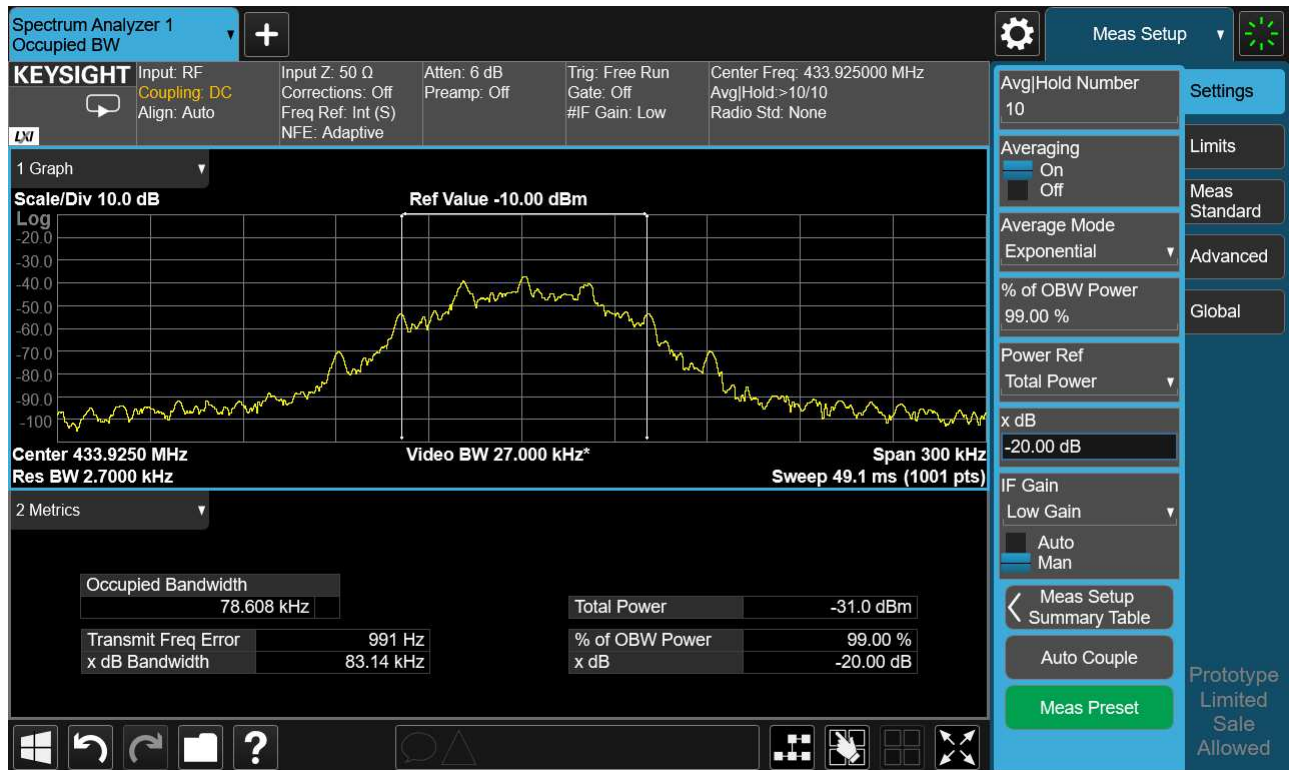 Spectrum Analyzer 1
Occupied BW
+
Meas Setup
KEYSIGHT
LXI
Input: RF
Coupling: DC
Align: Auto
Input Z: 50 Ω
Corrections: Off
Freq Ref: Int (S)
NFE: Adaptive
Atten: 6 dB
Preamp: Off
Trig: Free Run
Gate: Off
#IF Gain: Low
Center Freq: 433.925000 MHz
Avg|Hold:>10/10
Radio Std: None
1 Graph
Scale/Div 10.0 dB
Ref Value -10.00 dBm
Log
-20.0
-30.0
-40.0
-50.0
-60.0
-70.0
-80.0
-90.0
-100
Center 433.9250 MHz
Video BW 27.000 kHz*
Span 300 kHz
Res BW 2.7000 kHz
Sweep 49.1 ms (1001 pts)
2 Metrics
Occupied Bandwidth
78.608 kHz
Transmit Freq Error 991 Hz
x dB Bandwidth 83.14 kHz
Total Power -31.0 dBm
% of OBW Power 99.00 %
x dB -20.00 dB
Avg|Hold Number
10
Averaging
On
Off
Average Mode
Exponential
% of OBW Power
99.00 %
Power Ref
Total Power
x dB
-20.00 dB
IF Gain
Low Gain
Auto
Man
Meas Setup
Summary Table
Auto Couple
Meas Preset
Settings
Limits
Meas
Standard
Advanced
Global
Prototype
Limited
Sale
Allowed
?